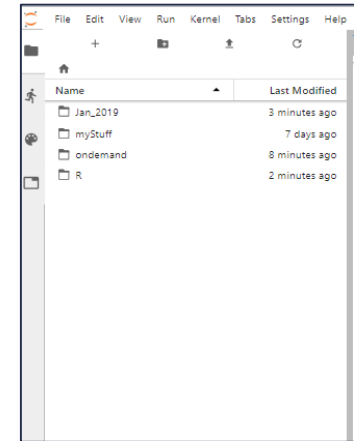 File Edit View Run Kernel Tabs Settings Help
Name Last Modified
Jan_2019 3 minutes ago
myStuff 7 days ago
ondemand 8 minutes ago
R 2 minutes ago